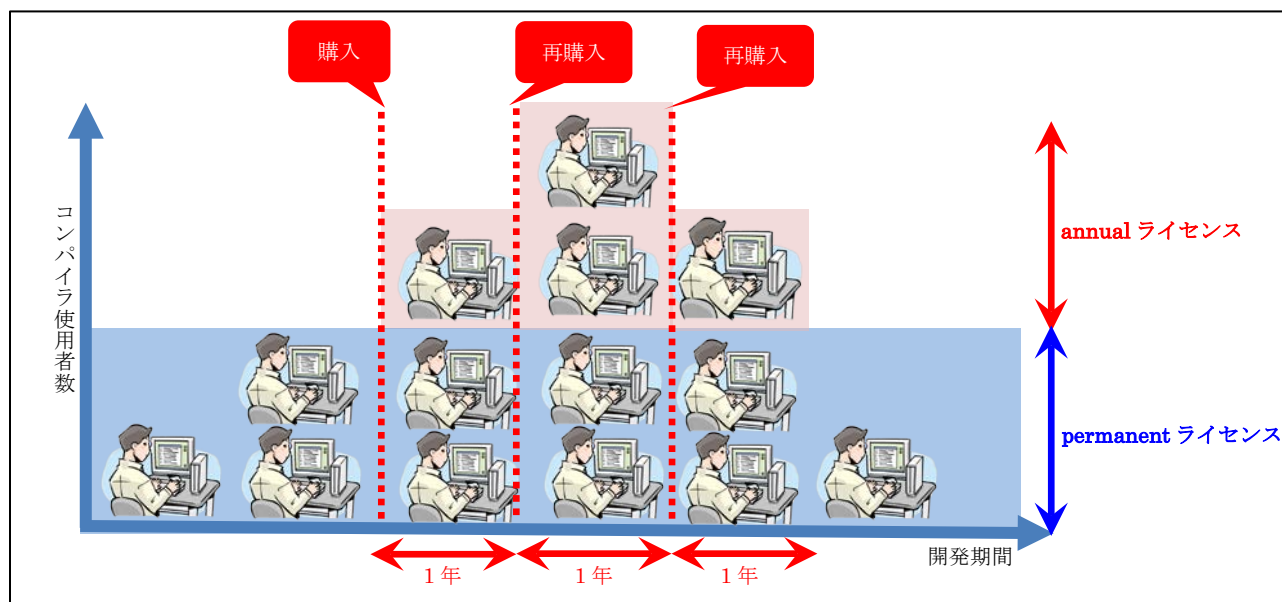 購入
再購入
再購入
コンパイラ使用者数
annual ライセンス
permanent ライセンス
開発期間
１年
１年
１年